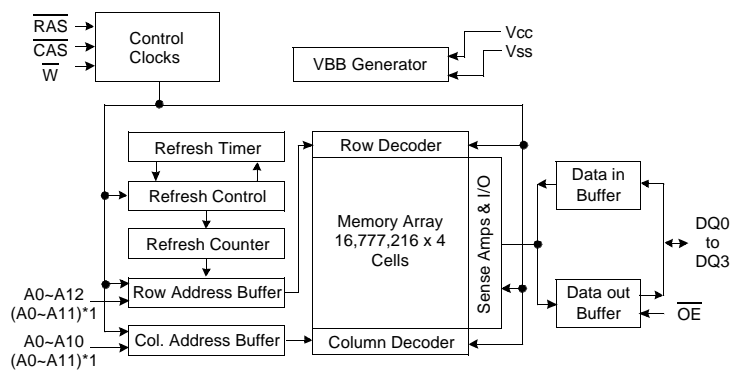 RAS
CAS
W
Control
Clocks
VBB Generator
Vcc
Vss
Refresh Timer
Refresh Control
Refresh Counter
Row Address Buffer
Col. Address Buffer
A0~A12
(A0~A11)*1
A0~A10
(A0~A11)*1
Row Decoder
Memory Array
16,777,216 x 4
Cells
Sense Amps & I/O
Column Decoder
Data in
Buffer
Data out
Buffer
DQ0
to
DQ3
OE